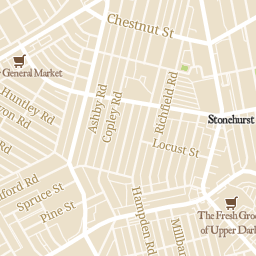 Chestnut St
General Market
Huntley Rd
Ashby Rd
Copley Rd
Richfield Rd
Stonehurst
Locust St
Spruce St
Pine St
Hampden Rd
The Fresh Groc
of Upper Dar